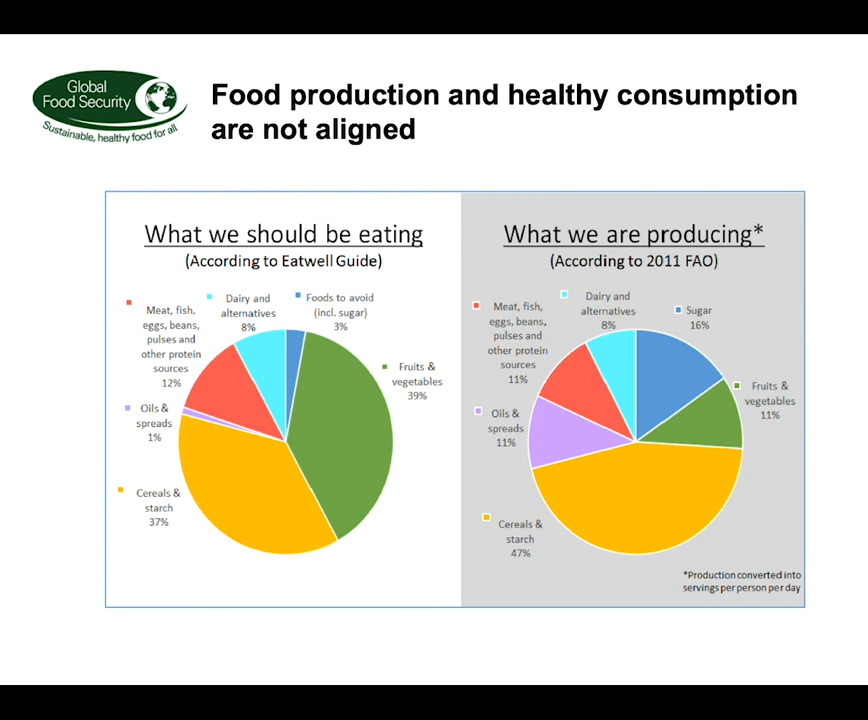 Global
Food Security
Sustainable, healthy food for all
Food production and healthy consumption
are not aligned
What we should be eating
(According to Eatwell Guide)
Meat, fish,
eggs, beans,
pulses and
other protein
sources
12%
Dairy and
alternatives
8%
Foods to avoid
(incl. sugar)
3%
Fruits &
vegetables
39%
Oils &
spreads
1%
Cereals &
starch
37%
What we are producing*
(According to 2011 FAO)
Meat, fish,
eggs, beans,
pulses and
other protein
sources
11%
Dairy and
alternatives
8%
Sugar
16%
Fruits &
vegetables
11%
Oils &
spreads
11%
Cereals &
starch
47%
*Production converted into
servings per person per day